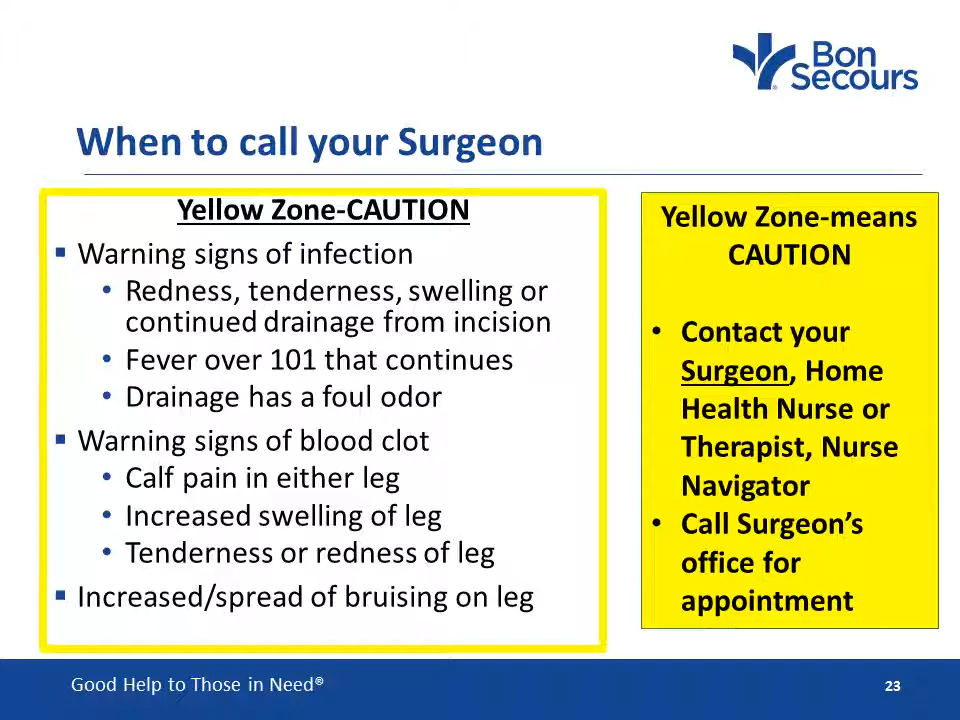 Bon
Secours
When to call your Surgeon
Yellow Zone-CAUTION
▪ Warning signs of infection
• Redness, tenderness, swelling or
continued drainage from incision
• Fever over 101 that continues
• Drainage has a foul odor
▪ Warning signs of blood clot
• Calf pain in either leg
• Increased swelling of leg
• Tenderness or redness of leg
▪ Increased/spread of bruising on leg
Yellow Zone-means
CAUTION
• Contact your
Surgeon, Home
Health Nurse or
Therapist, Nurse
Navigator
• Call Surgeon’s
office for
appointment
Good Help to Those in Need®
23